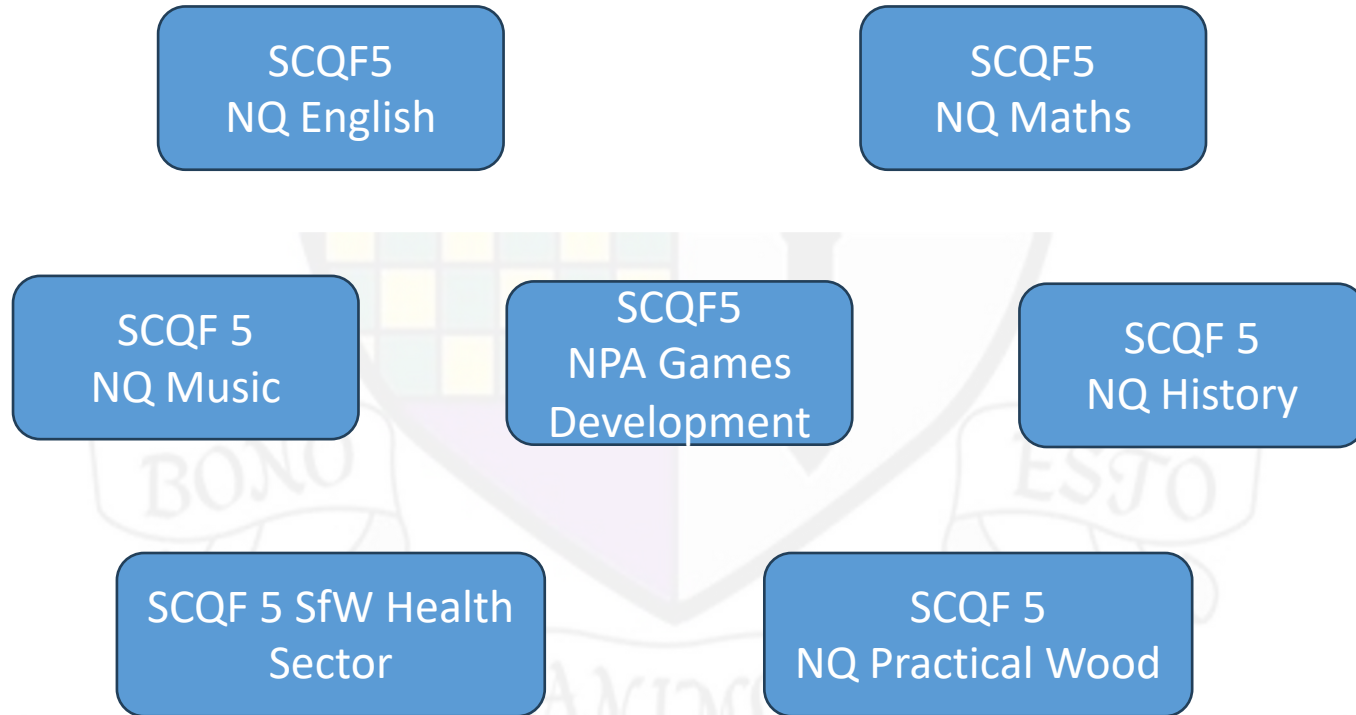 SCQF5
NQ English
SCQF5
NQ Maths
SCQF 5
NQ Music
SCQF5
NPA Games
Development
SCQF 5
NQ History
BONO
ESTO
SCQF 5 SfW Health
Sector
SCQF 5
NQ Practical Wood